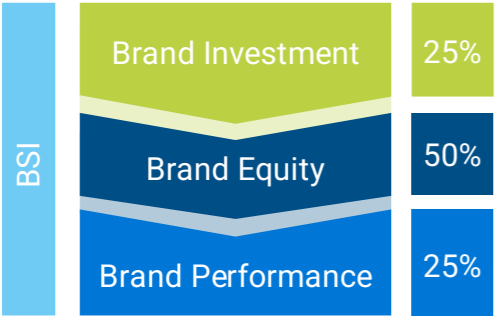 BSI
Brand Investment
25%
Brand Equity
50%
Brand Performance
25%